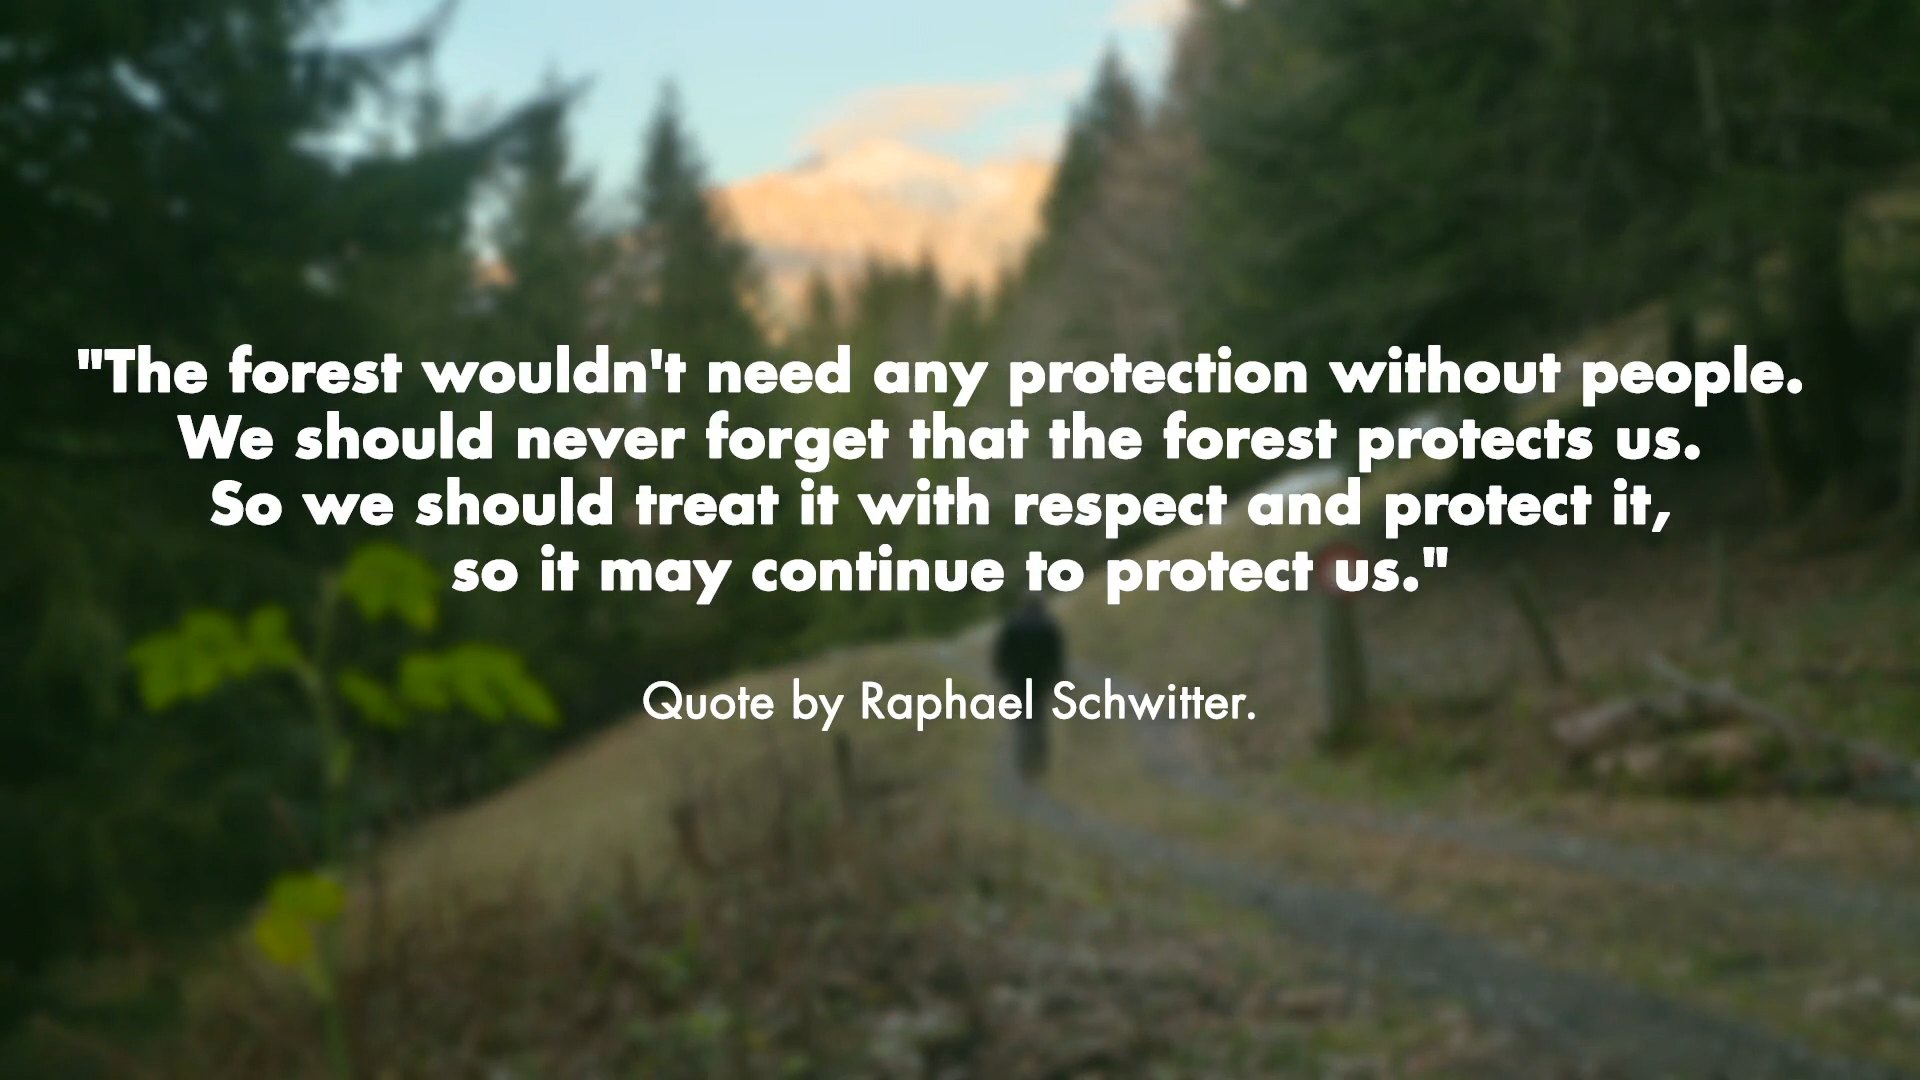 "The forest wouldn't need any protection without people.
We should never forget that the forest protects us.
So we should treat it with respect and protect it,
so it may continue to protect us."
Quote by Raphael Schwitter.